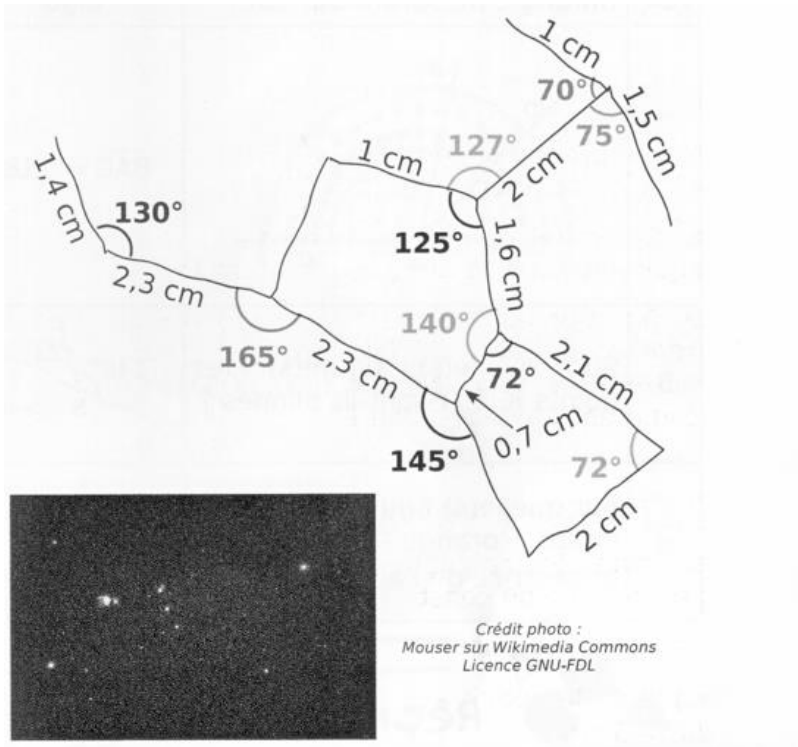 1 cm
70°
1,5 cm
75°
127°
1 cm
2 cm
1,4 cm
130°
125°
1,6 cm
2,3 cm
140°
165°
2,3 cm
72°
2,1 cm
0,7 cm
145°
72°
2 cm
Crédit photo :
Mouser sur Wikimedia Commons
Licence GNU-FDL